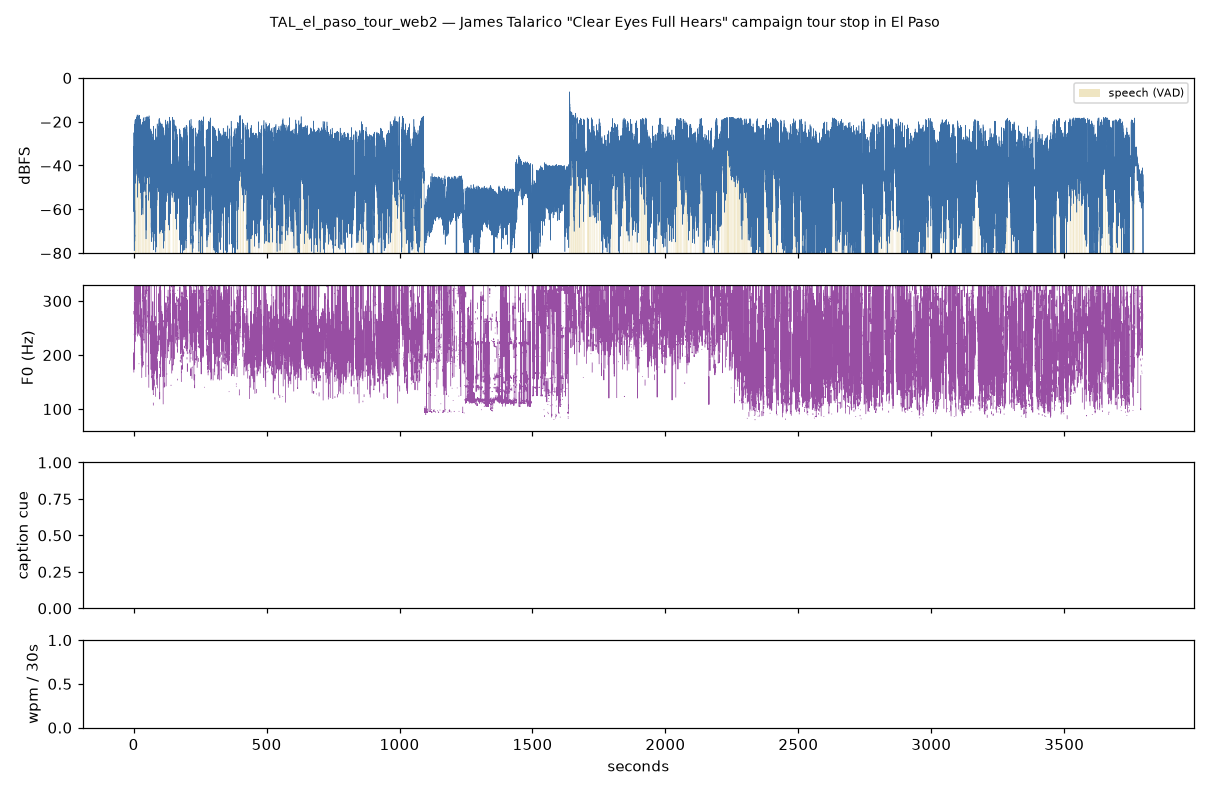 TAL_el_paso_tour_web2 — James Talarico "Clear Eyes Full Hears" campaign tour stop in El Paso
0
−20
−40
−60
−80
dBFS
speech (VAD)
300
200
100
F0 (Hz)
1.00
0.75
0.50
0.25
0.00
caption cue
1.0
0.5
0.0
wpm / 30s
0 500 1000 1500 2000 2500 3000 3500
seconds